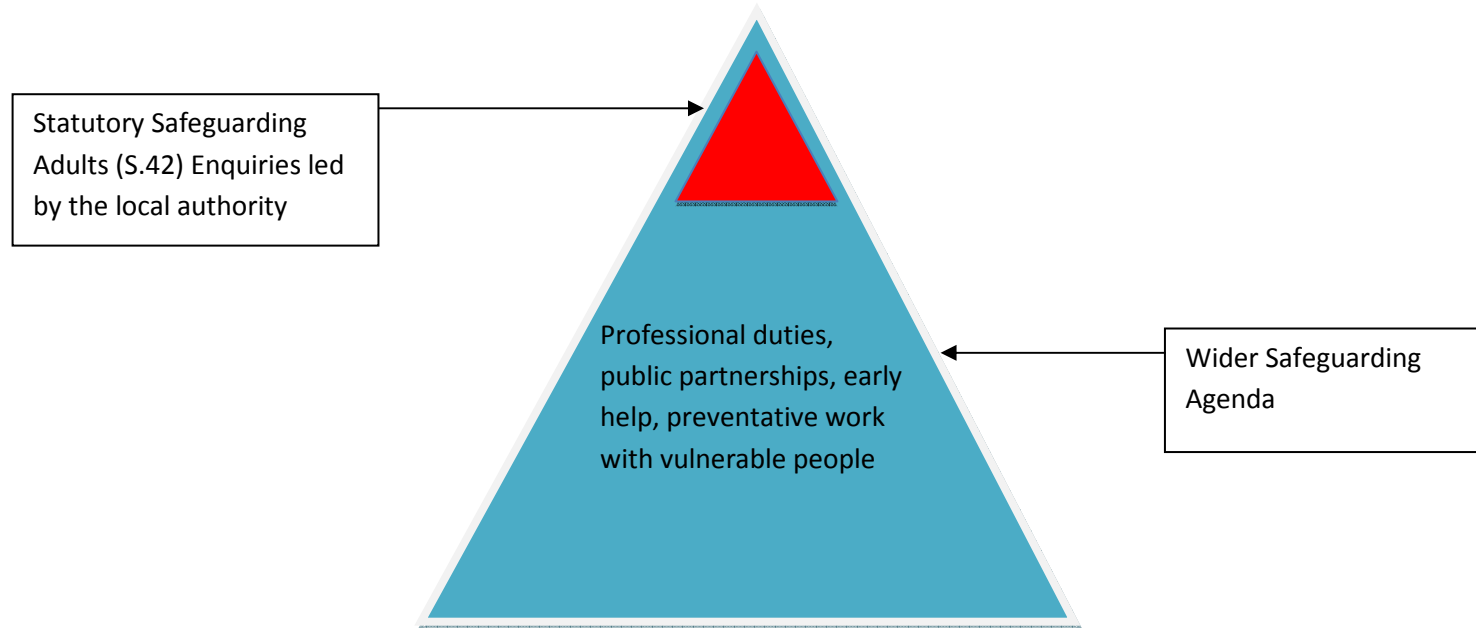 Statutory Safeguarding
Adults (S.42) Enquiries led
by the local authority
Professional duties,
public partnerships, early
help, preventative work
with vulnerable people
Wider Safeguarding
Agenda